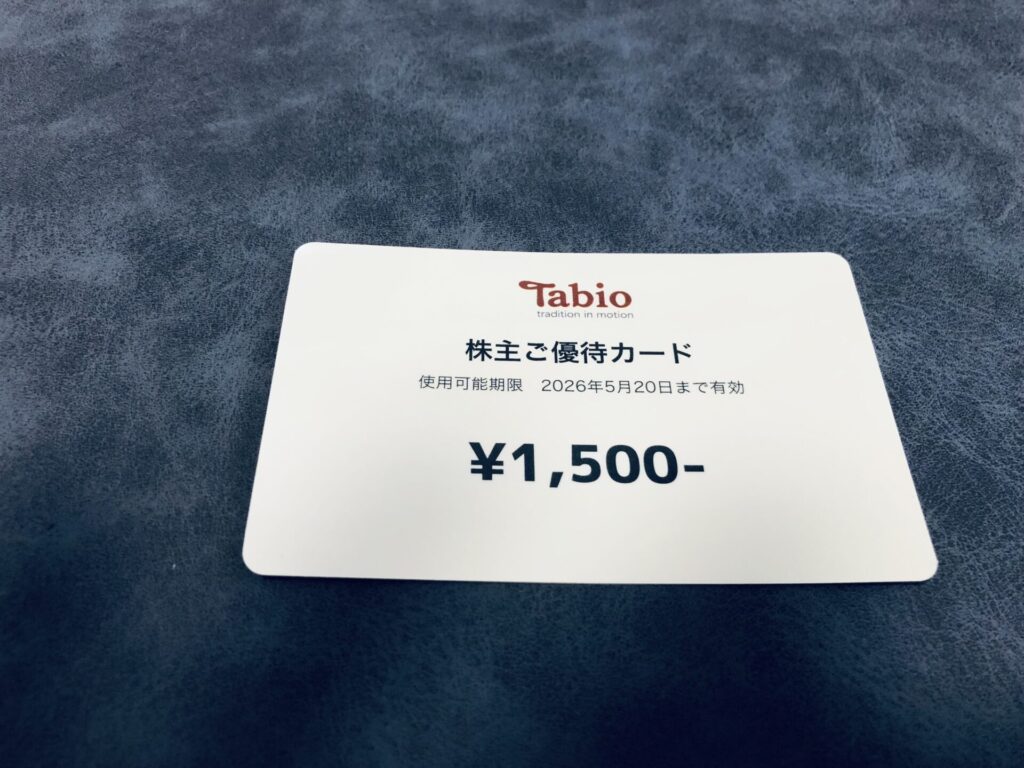 Tabio
tradition in motion
株主ご優待カード
使用可能期限　2026年5月20日まで有効
¥1,500-